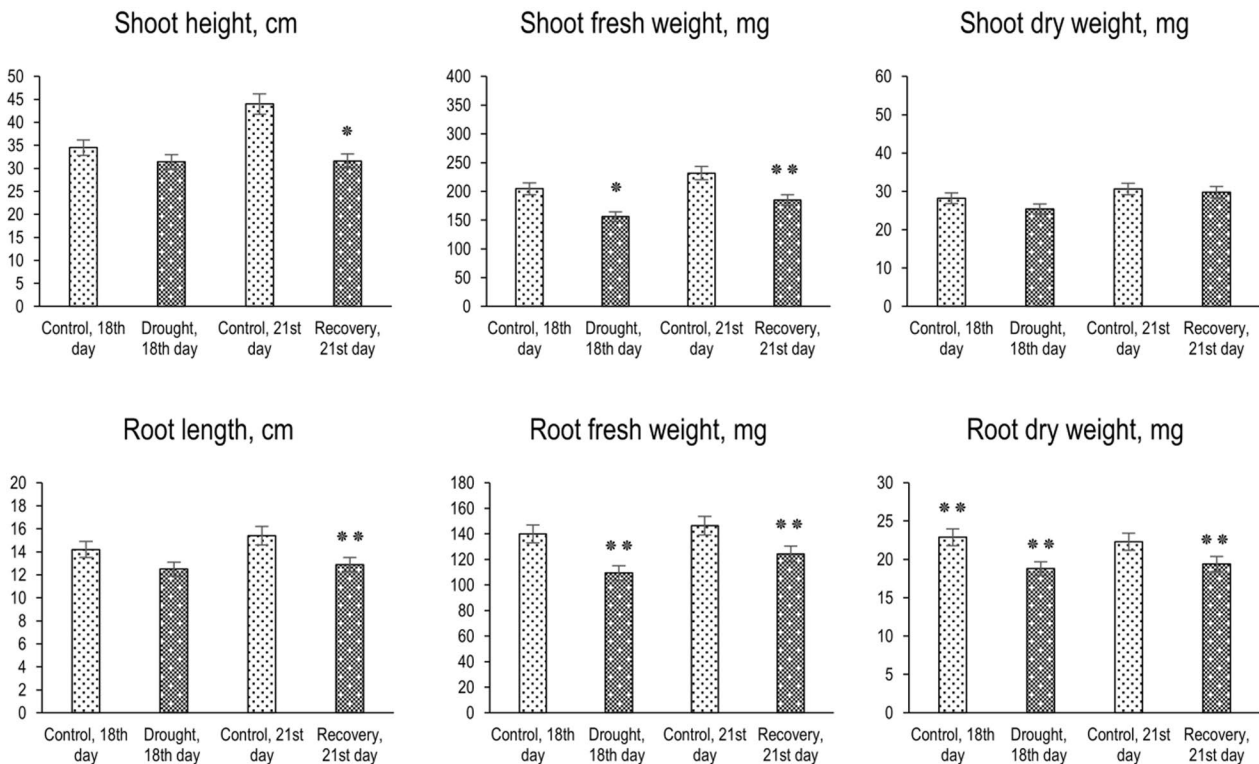 Shoot height, cm
50
45
40
35
30
25
20
15
10
5
0
*
Control, 18th
day
Drought,
18th day
Control, 21st
day
Recovery,
21st day
Shoot fresh weight, mg
400
350
300
250
200
150
100
50
0
*
* *
Control, 18th
day
Drought,
18th day
Control, 21st
day
Recovery,
21st day
Shoot dry weight, mg
60
50
40
30
20
10
0
Control, 18th
day
Drought,
18th day
Control, 21st
day
Recovery,
21st day
Root length, cm
20
18
16
14
12
10
8
6
4
2
0
* *
Control, 18th
day
Drought,
18th day
Control, 21st
day
Recovery,
21st day
Root fresh weight, mg
180
160
140
120
100
80
60
40
20
0
* *
* *
Control, 18th
day
Drought,
18th day
Control, 21st
day
Recovery,
21st day
Root dry weight, mg
30
25
20
15
10
5
0
* *
* *
* *
Control, 18th
day
Drought,
18th day
Control, 21st
day
Recovery,
21st day